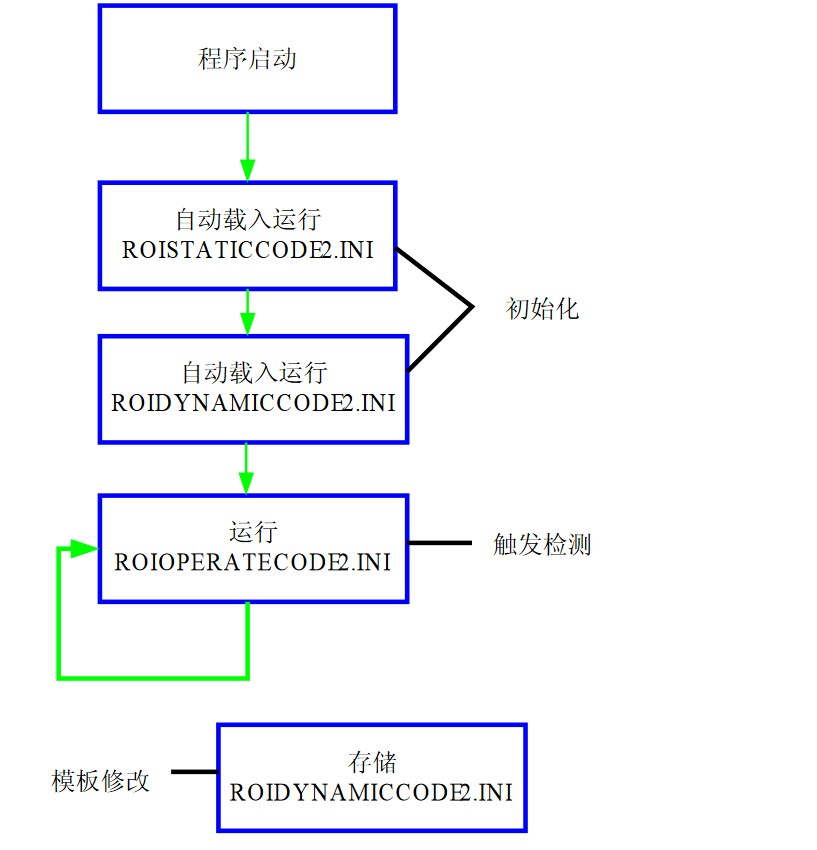 程序启动
自动载入运行
ROISTATICCODE2.INI
初始化
自动载入运行
ROIDYNAMICCODE2.INI
运行
ROIOPERATECODE2.INI
触发检测
模板修改
存储
ROIDYNAMICCODE2.INI